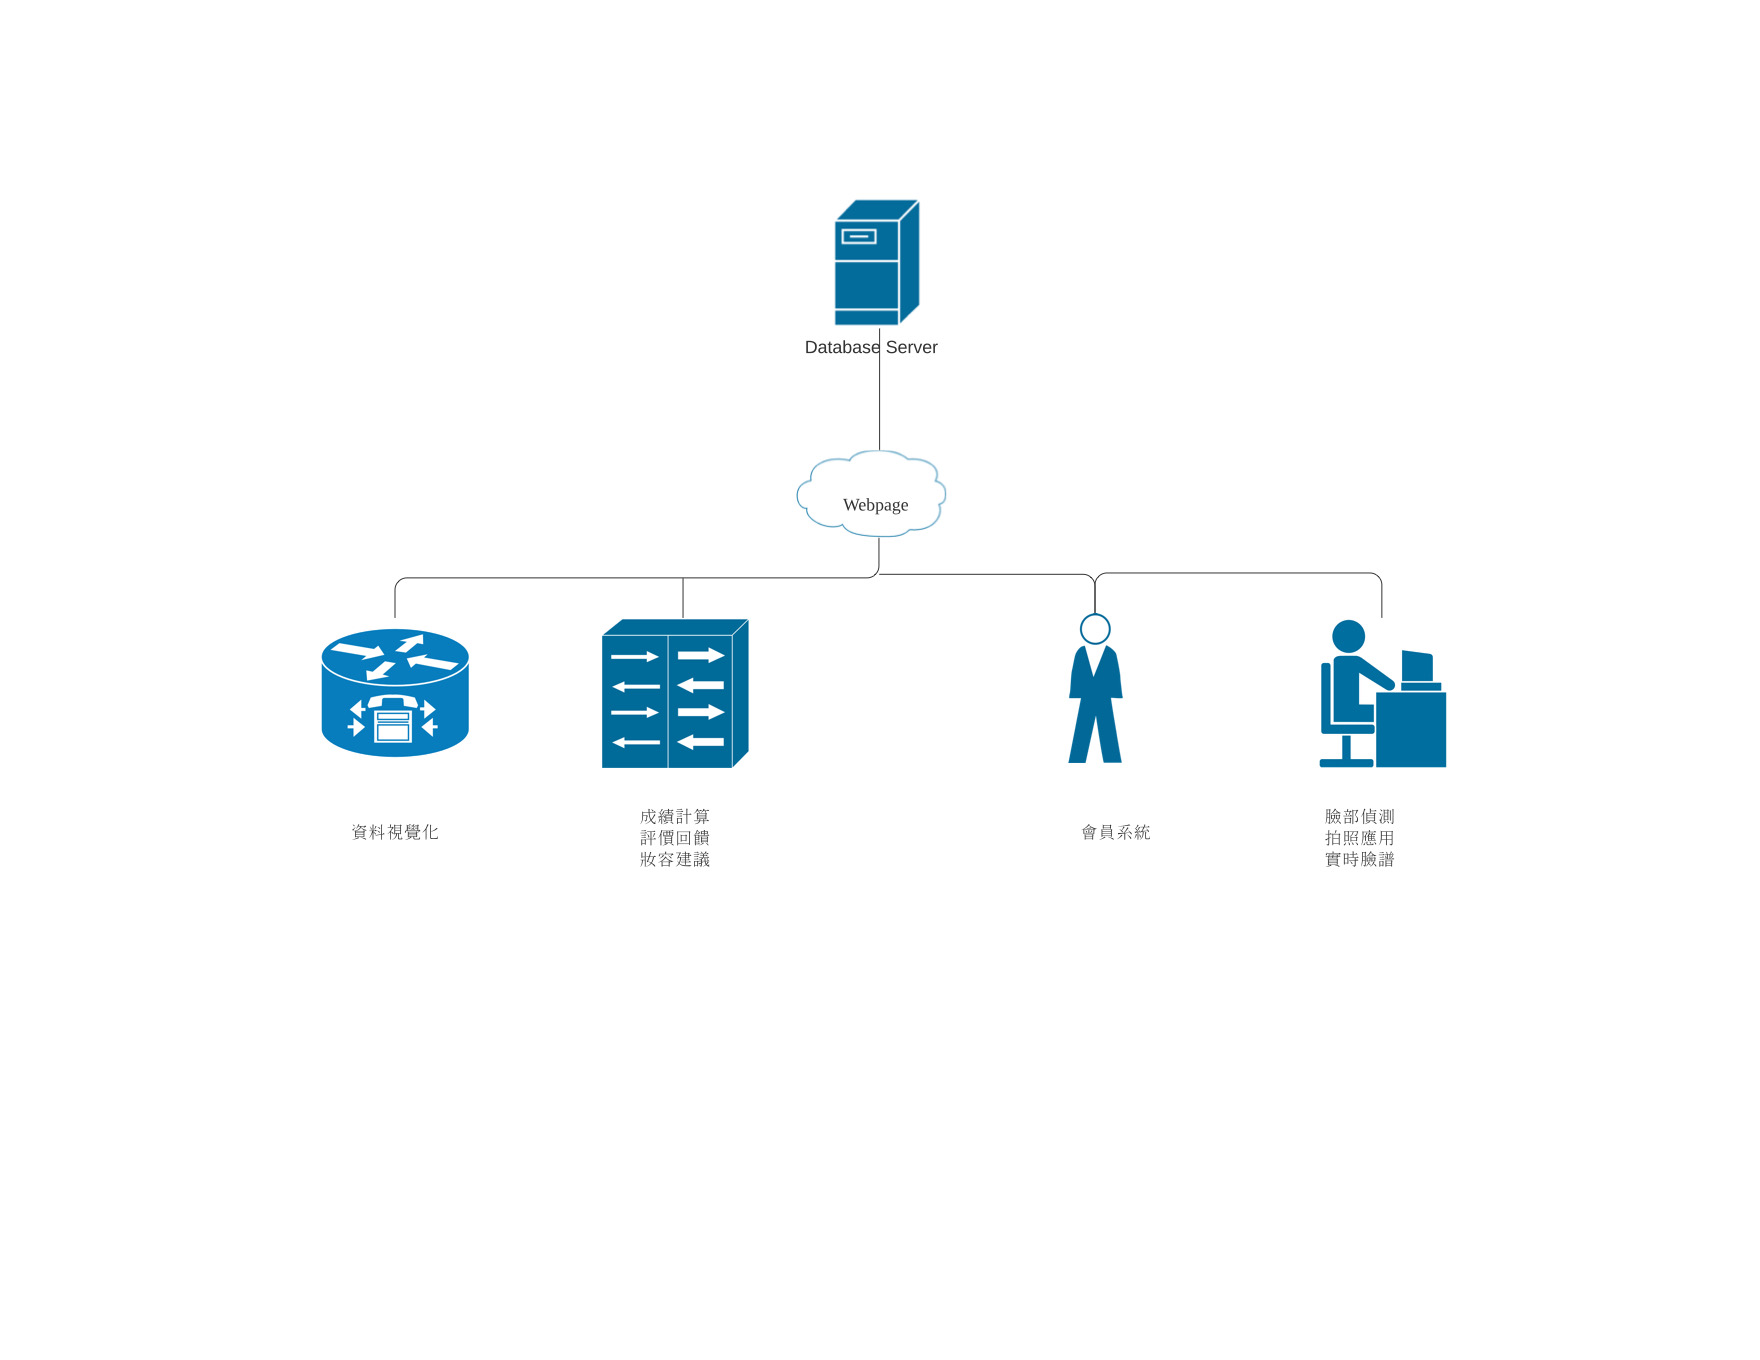 Database Server
Webpage
資料視覺化
成績計算
評價回饋
妝容建議
會員系統
臉部偵測
拍照應用
實時臉譜